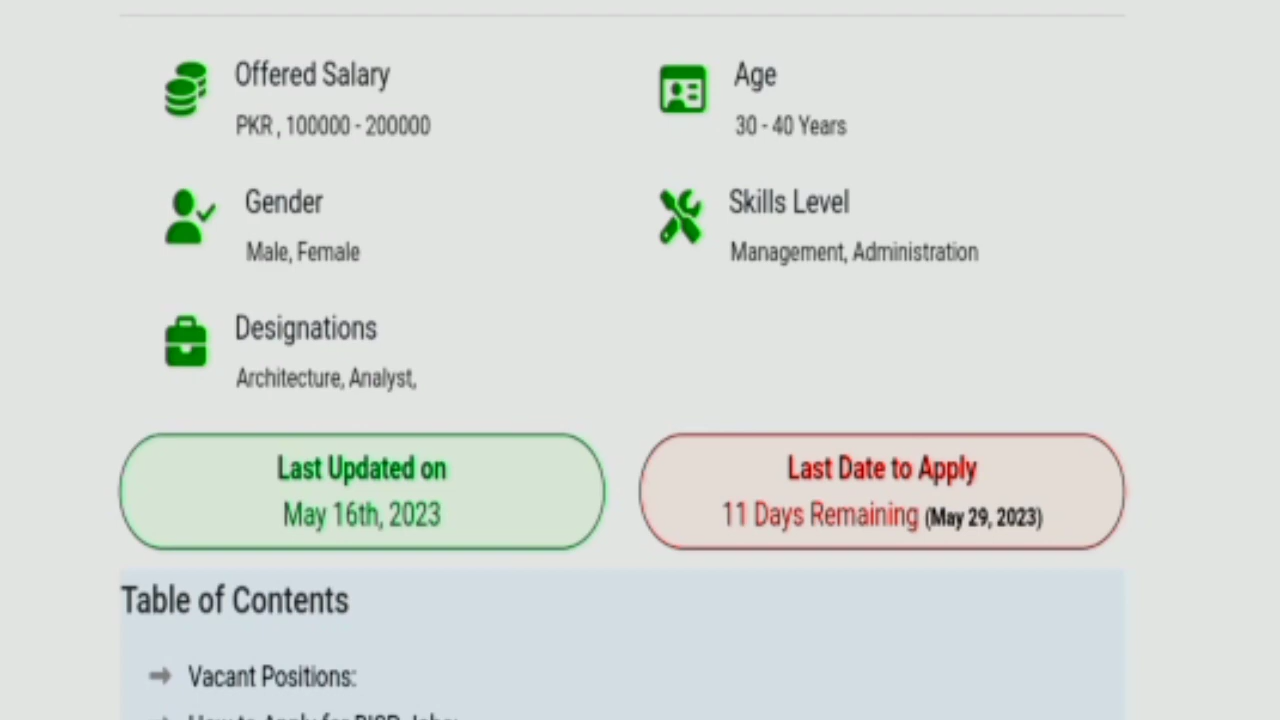 Offered Salary
PKR , 100000 - 200000
Age
30 - 40 Years
Gender
Male, Female
Skills Level
Management, Administration
Designations
Architecture, Analyst,
Last Updated on
May 16th, 2023
Last Date to Apply
11 Days Remaining (May 29, 2023)
Table of Contents
Vacant Positions: